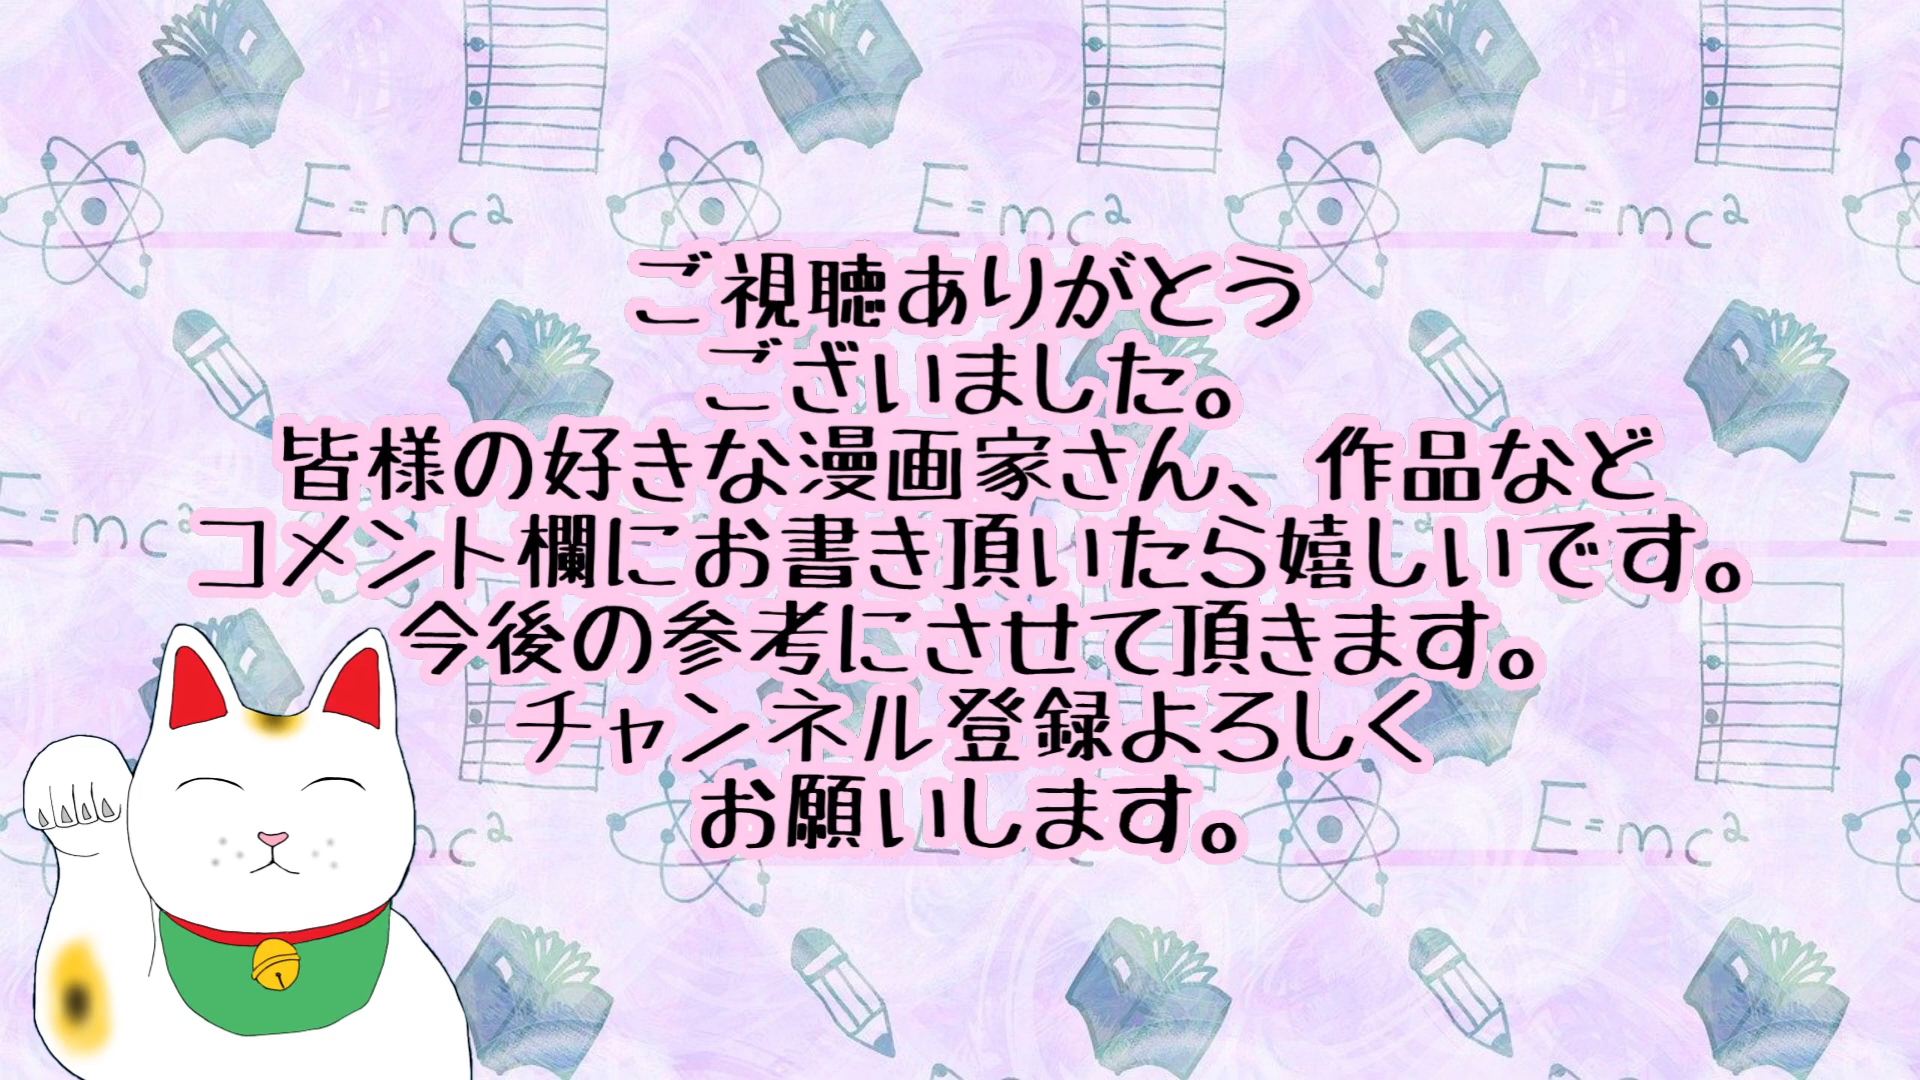 E=mc²
E=mc²
E=mc²
ご視聴ありがとう
ございました。
皆様の好きな漫画家さん、作品など
コメント欄にお書き頂いたら嬉しいです。
今後の参考にさせて頂きます。
チャンネル登録よろしく
お願いします。
E=mc²